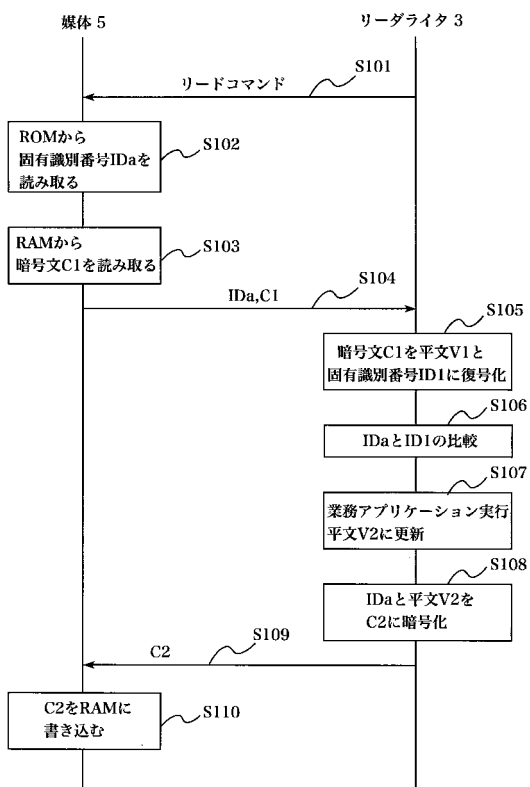 媒体 5
リーダライタ 3
S101
リードコマンド
ROMから
固有識別番号IDaを
読み取る
S102
RAMから
暗号文C1を読み取る
S103
S104
IDa,C1
S105
暗号文C1を平文V1と
固有識別番号ID1に復号化
S106
IDaとID1の比較
S107
業務アプリケーション実行
平文V2に更新
S108
IDaと平文V2を
C2に暗号化
S109
C2
C2をRAMに
書き込む
S110